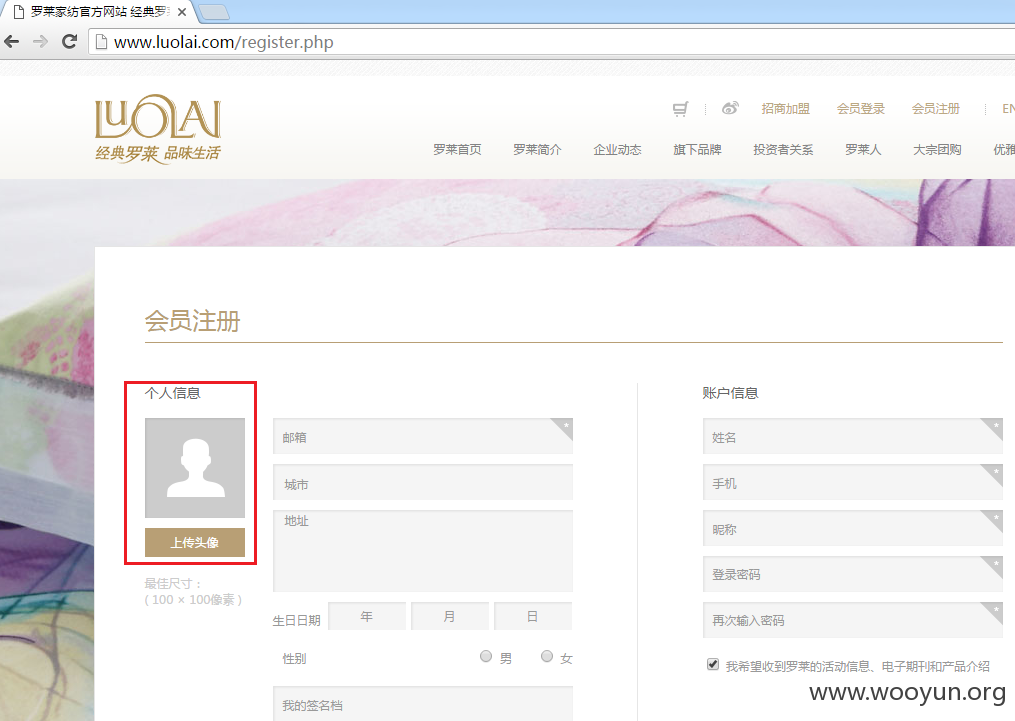 罗莱家纺官方网站 经典罗
www.luolai.com/register.php
LUOLAI
经典罗莱 品味生活
招商加盟 会员登录 会员注册 EN
罗莱首页 罗莱简介 企业动态 旗下品牌 投资者关系 罗莱人 大宗团购 优雅
会员注册
个人信息
上传头像
最佳尺寸：
( 100 × 100像素 )
邮箱 *
城市
地址
生日日期 年 月 日
性别 男 女
我的签名档
账户信息
姓名 *
手机 *
昵称 *
登录密码 *
再次输入密码 *
我希望收到罗莱的活动信息、电子期刊和产品介绍
www.wooyun.org